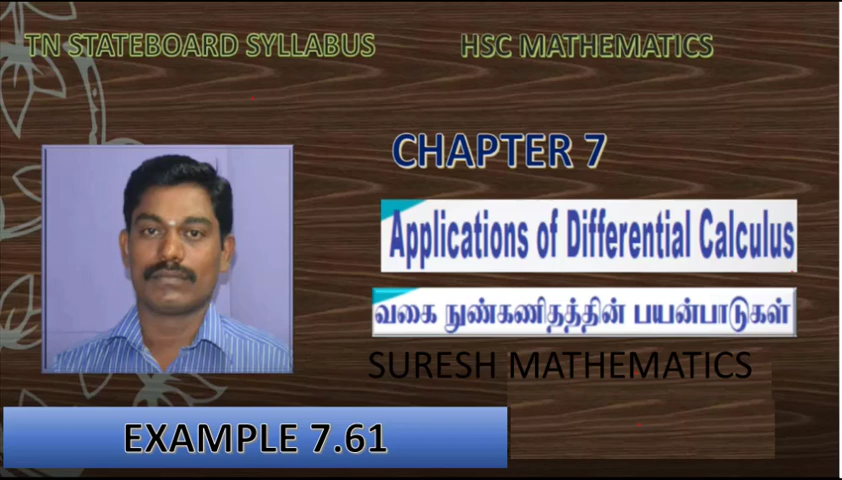 TN STATEBOARD SYLLABUS
HSC MATHEMATICS
CHAPTER 7
Applications of Differential Calculus
வகை நுண்கணிதத்தின் பயன்பாடுகள்
SURESH MATHEMATICS
EXAMPLE 7.61